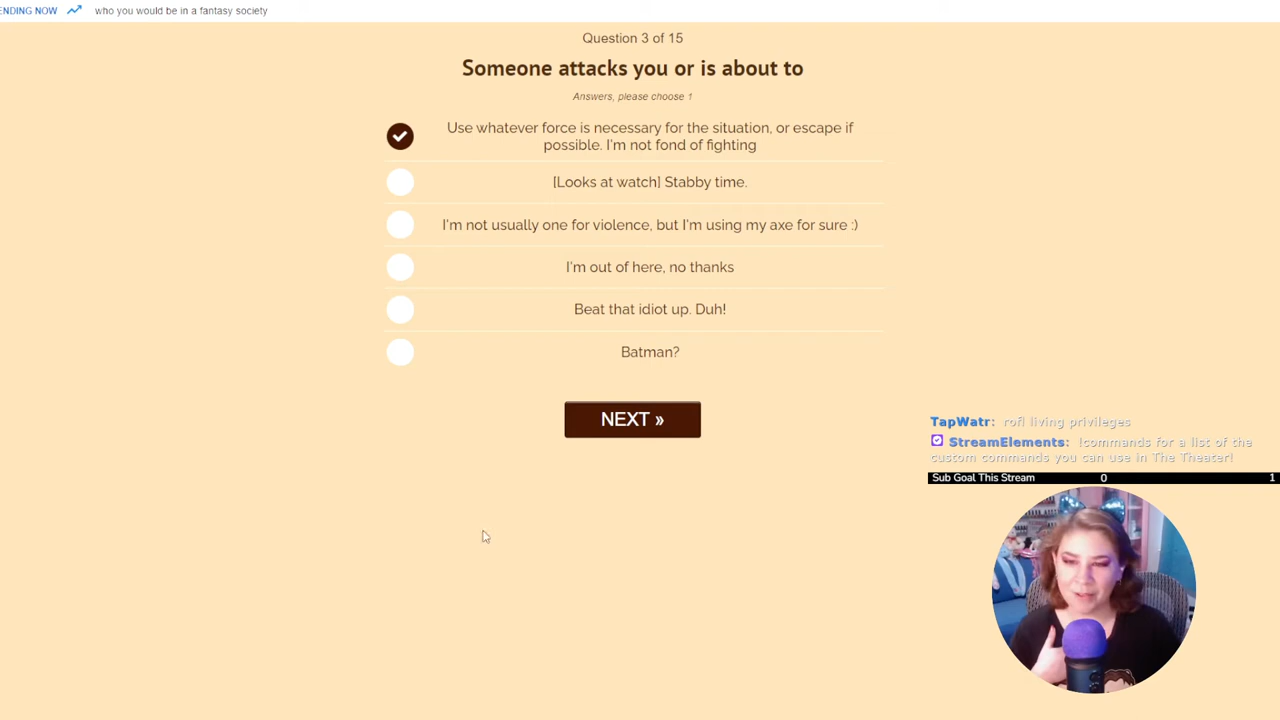 ENDING NOW who you would be in a fantasy society
Question 3 of 15
Someone attacks you or is about to
Answers, please choose 1
Use whatever force is necessary for the situation, or escape if
possible. I'm not fond of fighting
[Looks at watch] Stabby time.
I'm not usually one for violence, but I'm using my axe for sure :)
I'm out of here, no thanks
Beat that idiot up. Duh!
Batman?
NEXT »
TapWatr: rofl living privileges
StreamElements: !commands for a list of the
custom commands you can use in The Theater!
Sub Goal This Stream 0 1